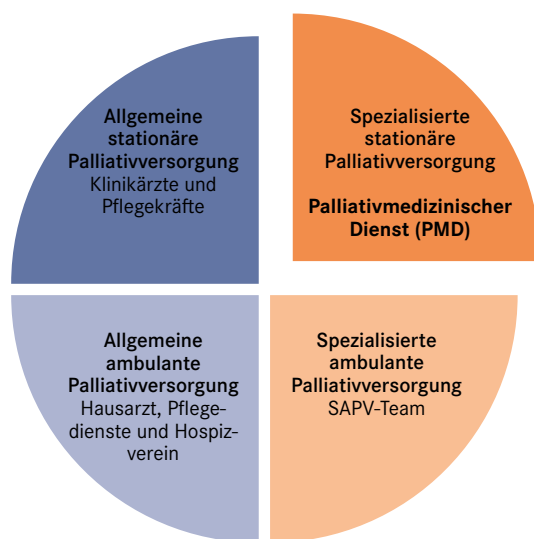 Allgemeine
stationäre
Palliativversorgung
Klinikärzte und
Pflegekräfte
Spezialisierte
stationäre
Palliativversorgung
Palliativmedizinischer
Dienst (PMD)
Allgemeine
ambulante
Palliativversorgung
Hausarzt, Pflege-
dienste und Hospiz-
verein
Spezialisierte
ambulante
Palliativversorgung
SAPV-Team